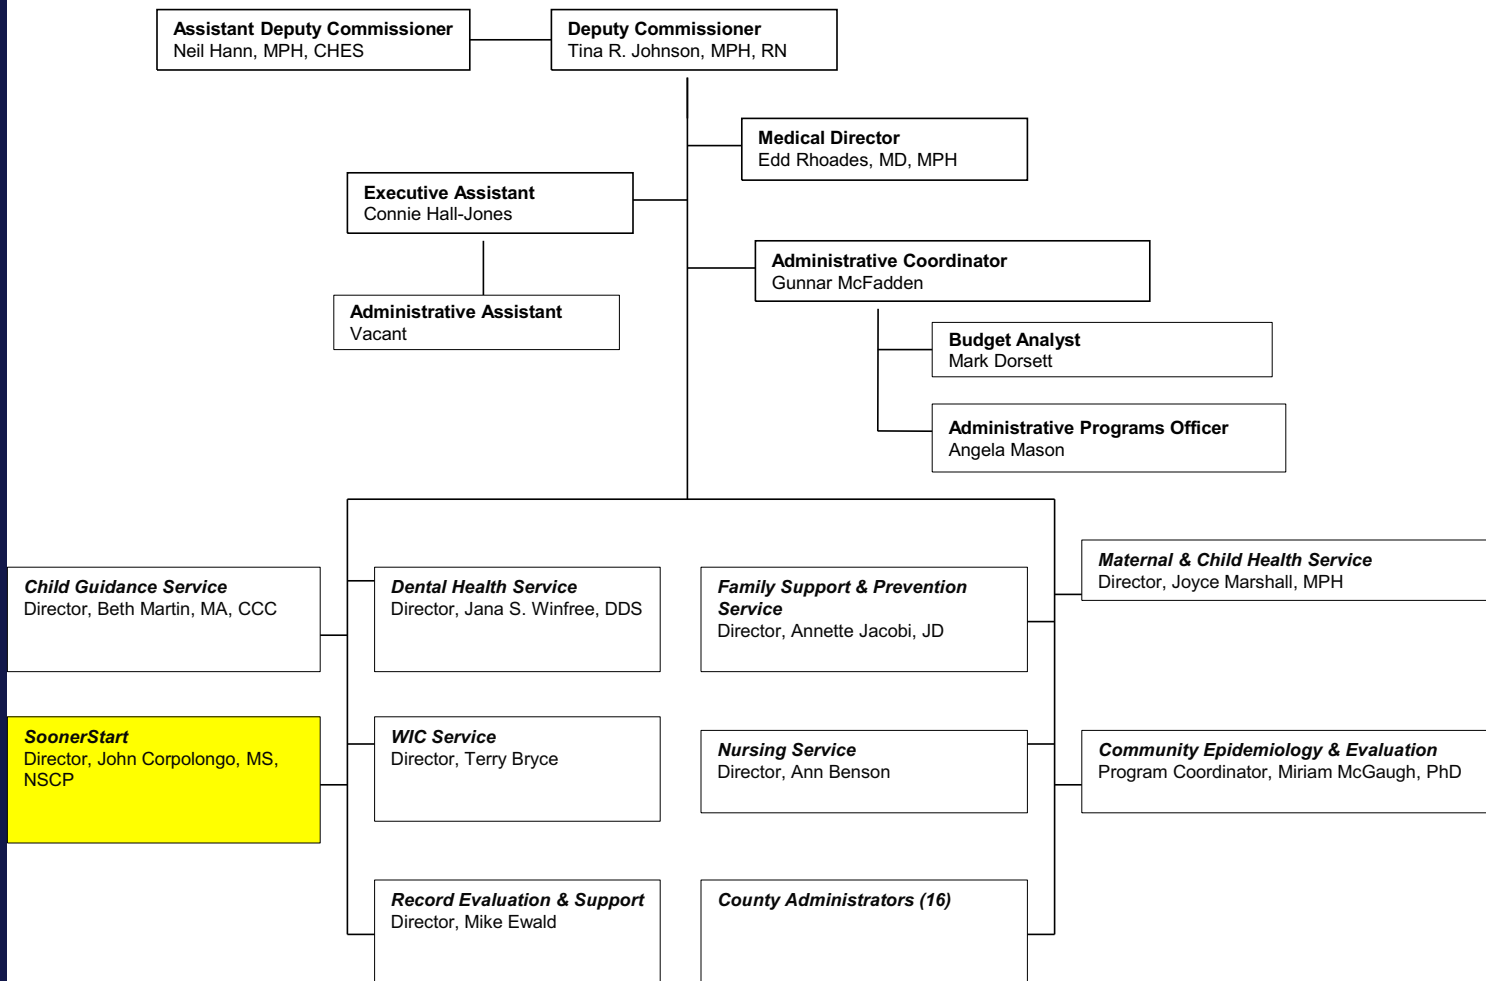 Assistant Deputy Commissioner
Neil Hann, MPH, CHES
Deputy Commissioner
Tina R. Johnson, MPH, RN
Medical Director
Edd Rhoades, MD, MPH
Executive Assistant
Connie Hall-Jones
Administrative Coordinator
Gunnar McFadden
Administrative Assistant
Vacant
Budget Analyst
Mark Dorsett
Administrative Programs Officer
Angela Mason
Child Guidance Service
Director, Beth Martin, MA, CCC
Dental Health Service
Director, Jana S. Winfree, DDS
Family Support & Prevention
Service
Director, Annette Jacobi, JD
Maternal & Child Health Service
Director, Joyce Marshall, MPH
SoonerStart
Director, John Corpolongo, MS,
NSCP
WIC Service
Director, Terry Bryce
Nursing Service
Director, Ann Benson
Community Epidemiology & Evaluation
Program Coordinator, Miriam McGaugh, PhD
Record Evaluation & Support
Director, Mike Ewald
County Administrators (16)